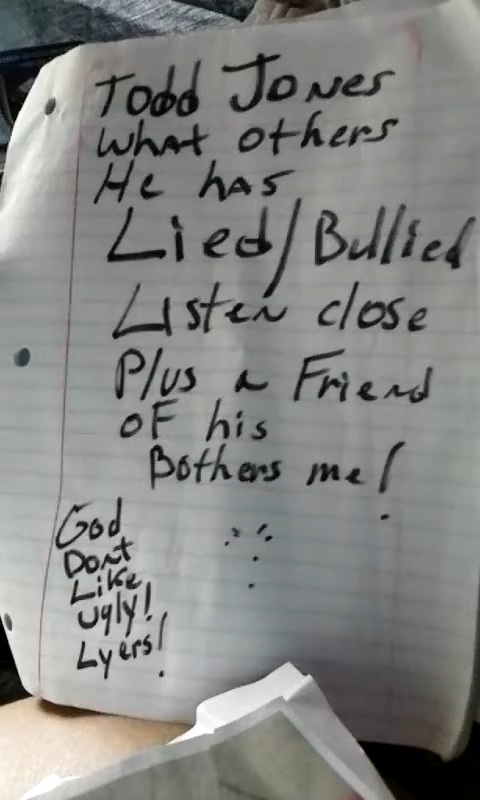 Todd Jones
What others
He has
Lied/Bullied
Listen close
Plus a Friend
OF his
Bothers me!
God
Dont
Like
Ugly!
Lyers!